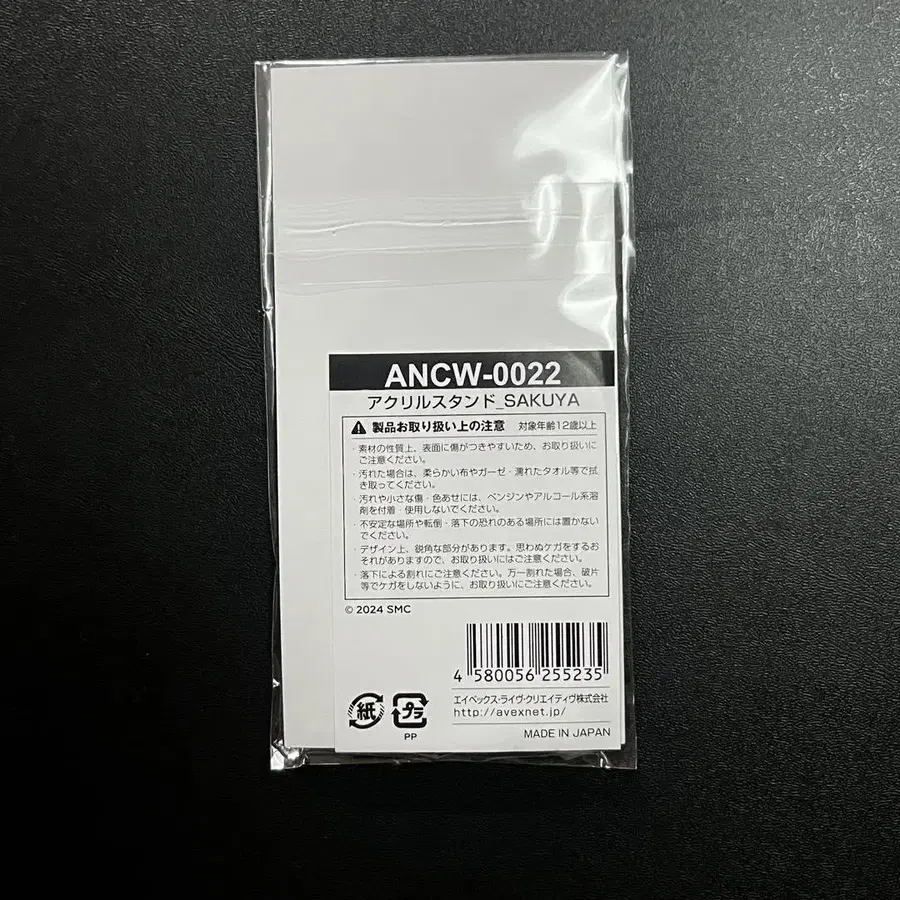 ANCW-0022
アクリルスタンド_SAKUYA
製品お取り扱い上の注意 対象年齢12歳以上
・素材の性質上、表面に傷がつきやすいため、お取り扱いに
ご注意ください。
・汚れた場合は、柔らかい布やガーゼ・濡れたタオル等で拭
き取ってください。
・汚れや小さな傷・色あせには、ベンジンやアルコール系溶
剤を付着・使用しないでください。
・不安定な場所や転倒・落下の恐れのある場所には置かない
でください。
・デザイン上、鋭角な部分があります。思わぬケガをするお
それがありますので、お取り扱いにはご注意ください。
・落下による割れにご注意ください。万一割れた場合、破片
等でケガをしないように、お取り扱いください。
© 2024 SMC
4 580056 255235
エイベックス・ライヴ・クリエイティヴ株式会社
http://avexnet.jp/
紙 プラ
PP
MADE IN JAPAN